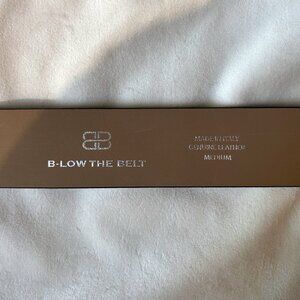 B-LOW THE BELT
MADE IN ITALY
GENUINE LEATHER
MEDIUM